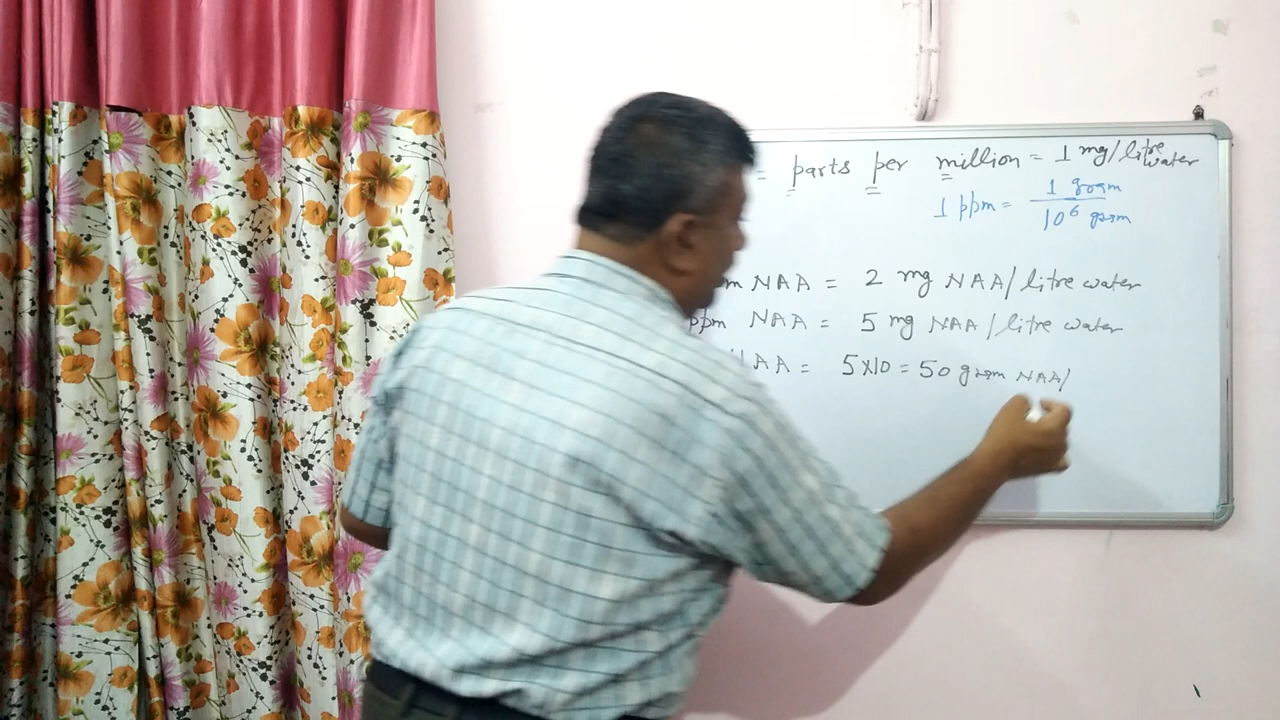 = parts per million = 1 mg/litre water
1 ppm = 1 gram / 10⁶ gram
m NAA = 2 mg NAA/litre water
ppm NAA = 5 mg NAA/litre water
AA = 5x10 = 50 gram NAA/